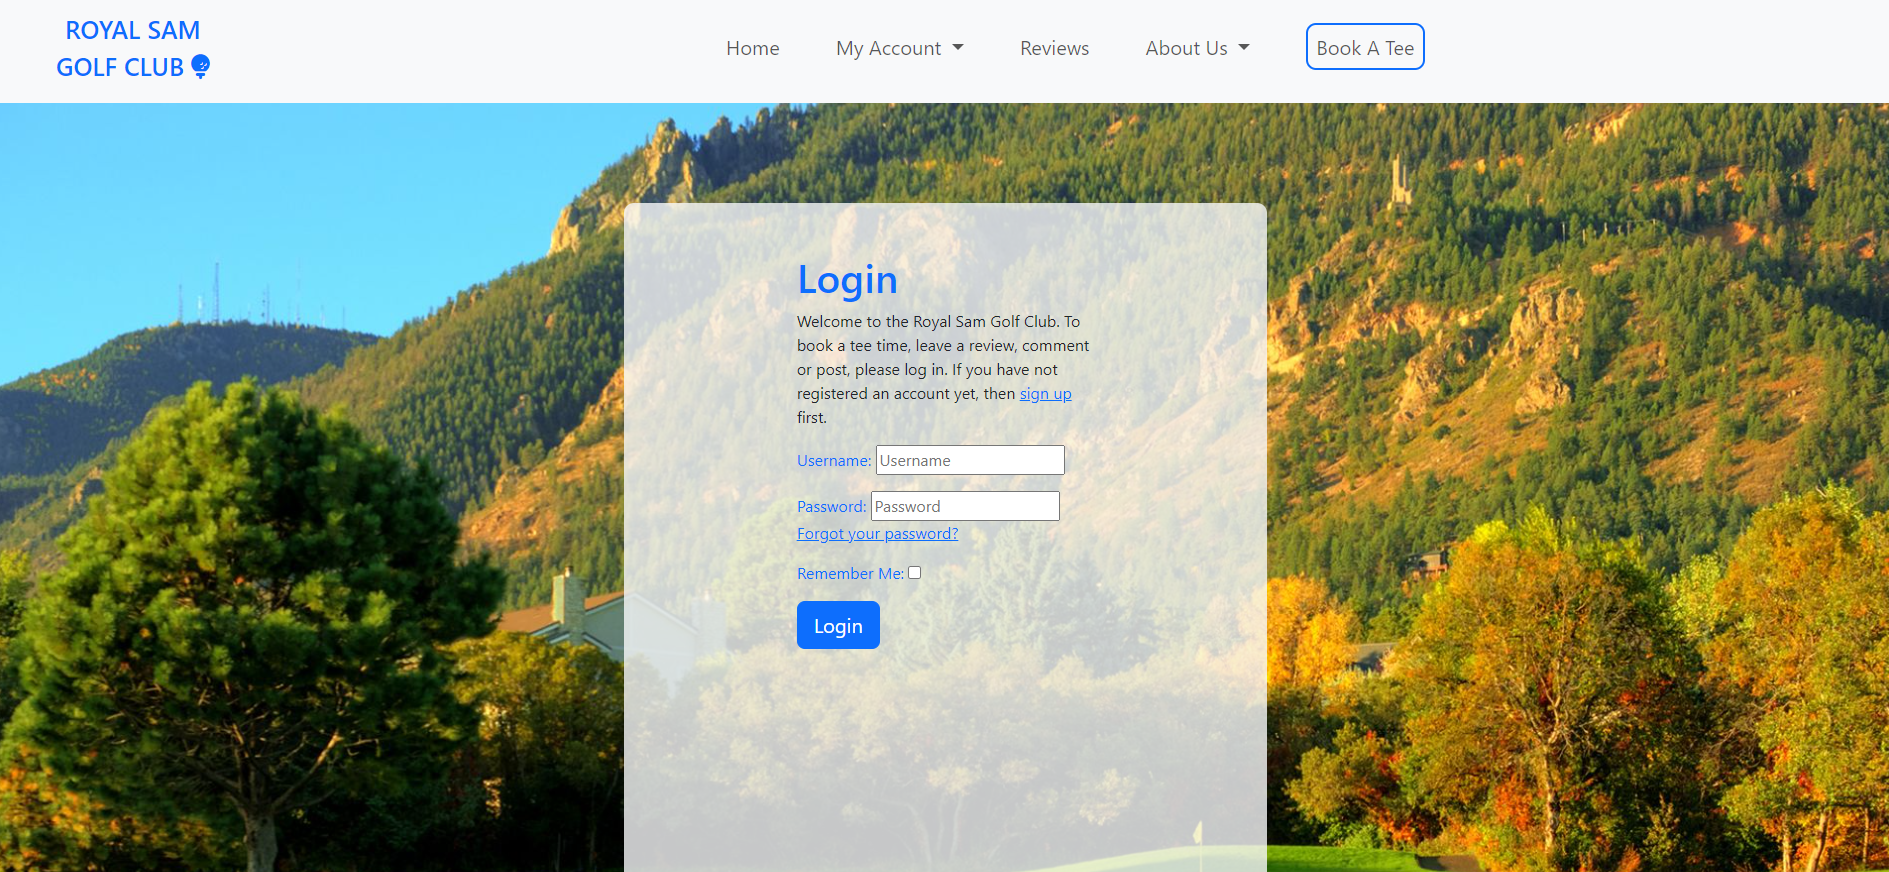 ROYAL SAM
GOLF CLUB
Home
My Account
Reviews
About Us
Book A Tee
Login
Welcome to the Royal Sam Golf Club. To
book a tee time, leave a review, comment
or post, please log in. If you have not
registered an account yet, then sign up
first.
Username: Username
Password: Password
Forgot your password?
Remember Me:
Login